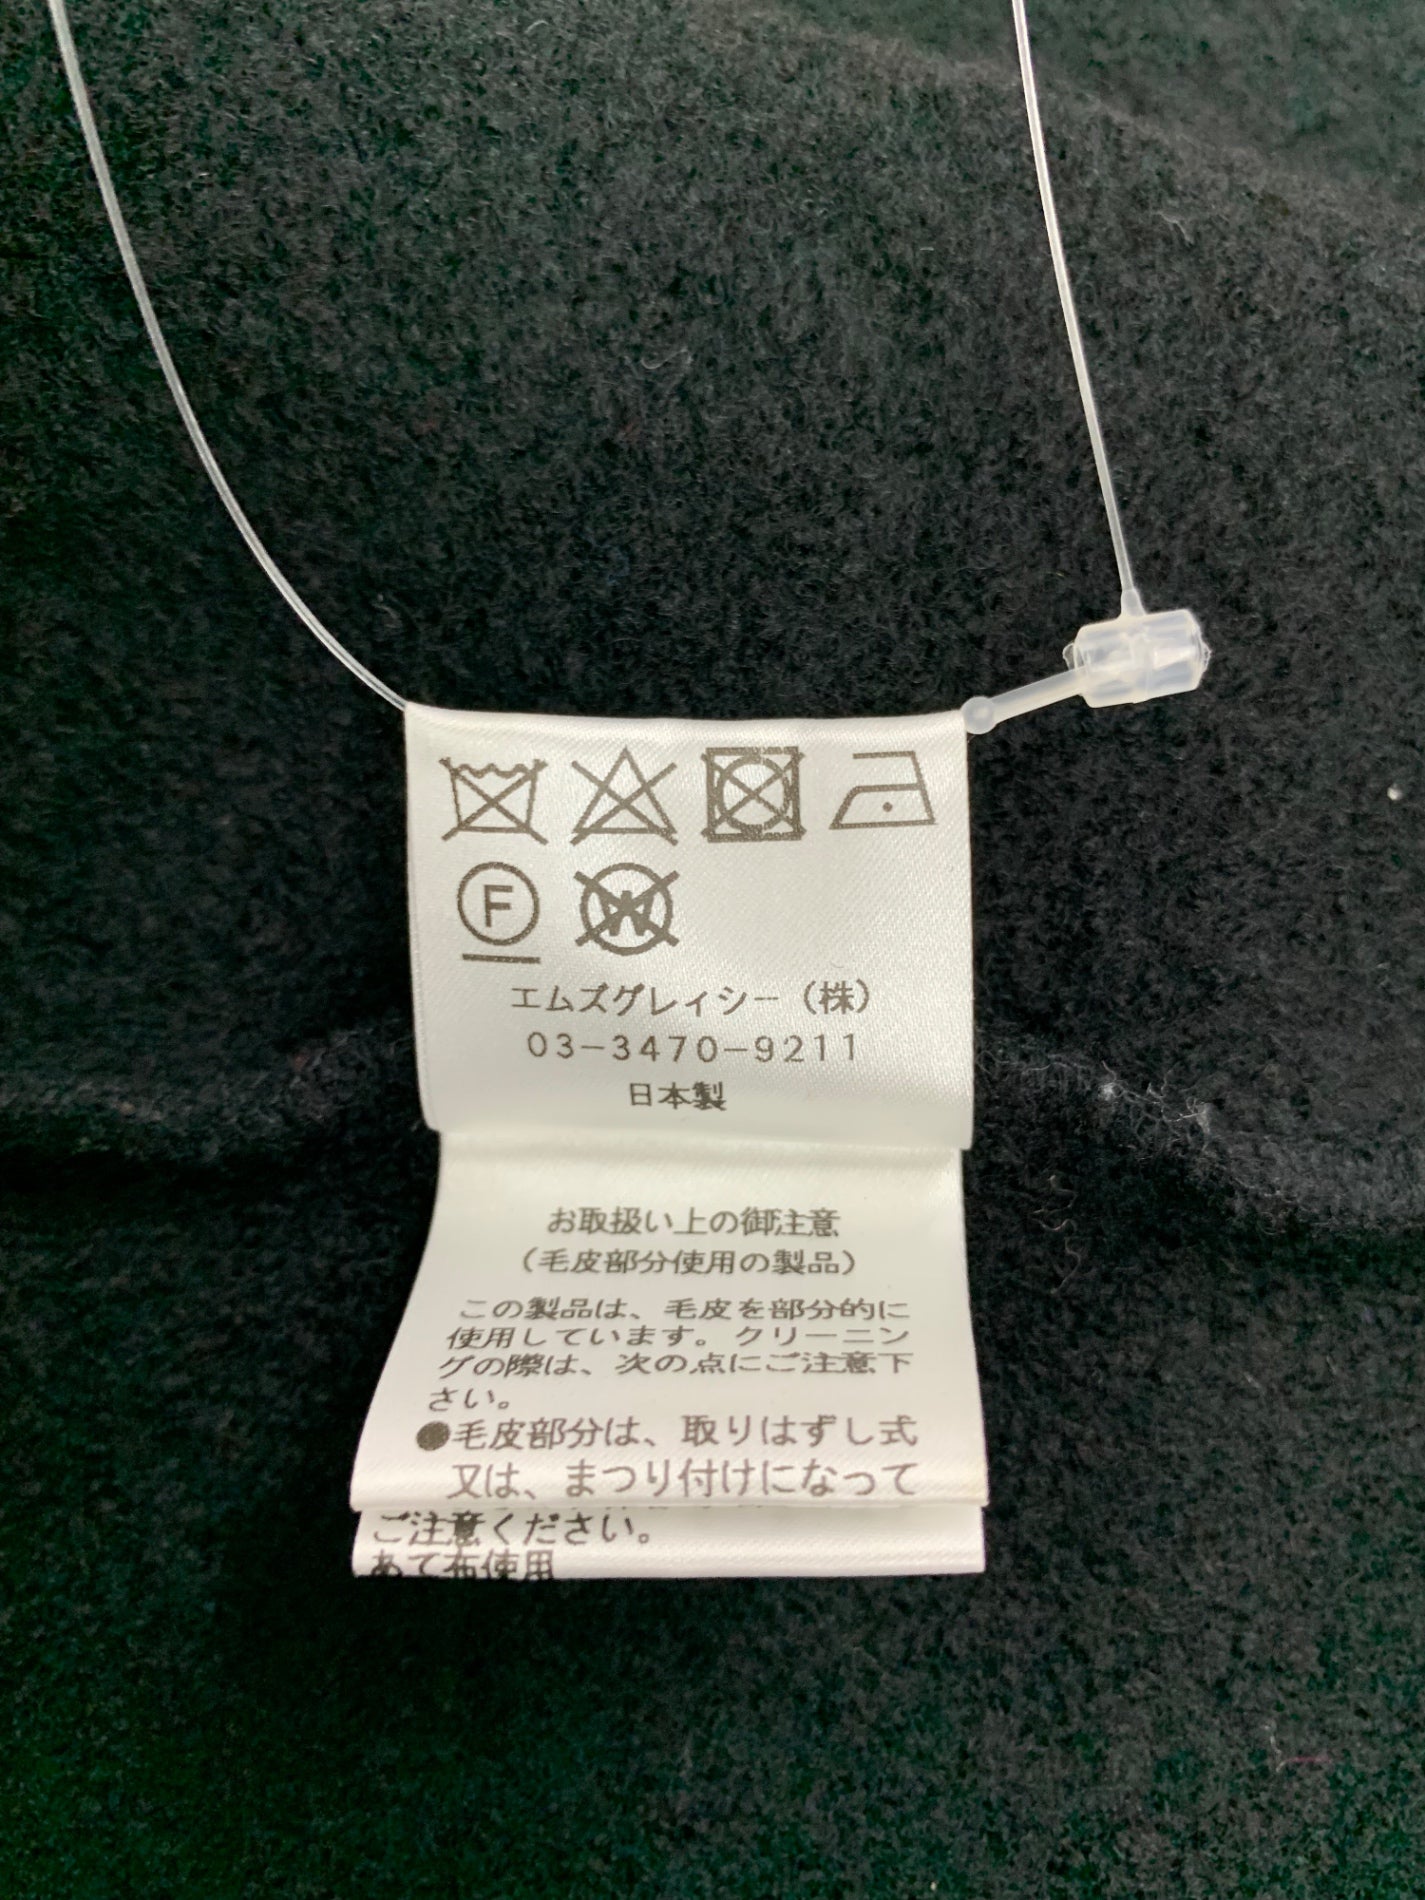 F
W
エムズグレイシー（株）
03-3470-9211
日本製
お取扱い上の御注意
（毛皮部分使用の製品）
この製品は、毛皮を部分的に
使用しています。クリーニン
グの際は、次の点にご注意下
さい。
●毛皮部分は、取りはずし式
又は、まつり付けになって
ご注意ください。
あて布使用